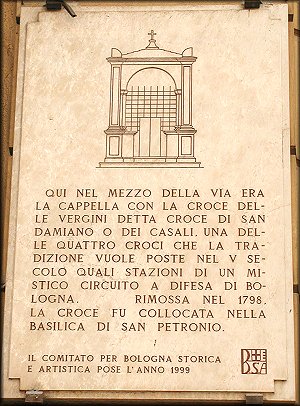 QUI NEL MEZZO DELLA VIA ERA
LA CAPPELLA CON LA CROCE DEL-
LE VERGINI DETTA CROCE DI SAN
DAMIANO O DEI CASALI, UNA DEL-
LE QUATTRO CROCI CHE LA TRA-
DIZIONE VUOLE POSTE NEL V SE-
COLO QUALI STAZIONI DI UN MI-
STICO CIRCUITO A DIFESA DI BO-
LOGNA. RIMOSSA NEL 1798,
LA CROCE FU COLLOCATA NELLA
BASILICA DI SAN PETRONIO.
IL COMITATO PER BOLOGNA STORICA
E ARTISTICA POSE L'ANNO 1999